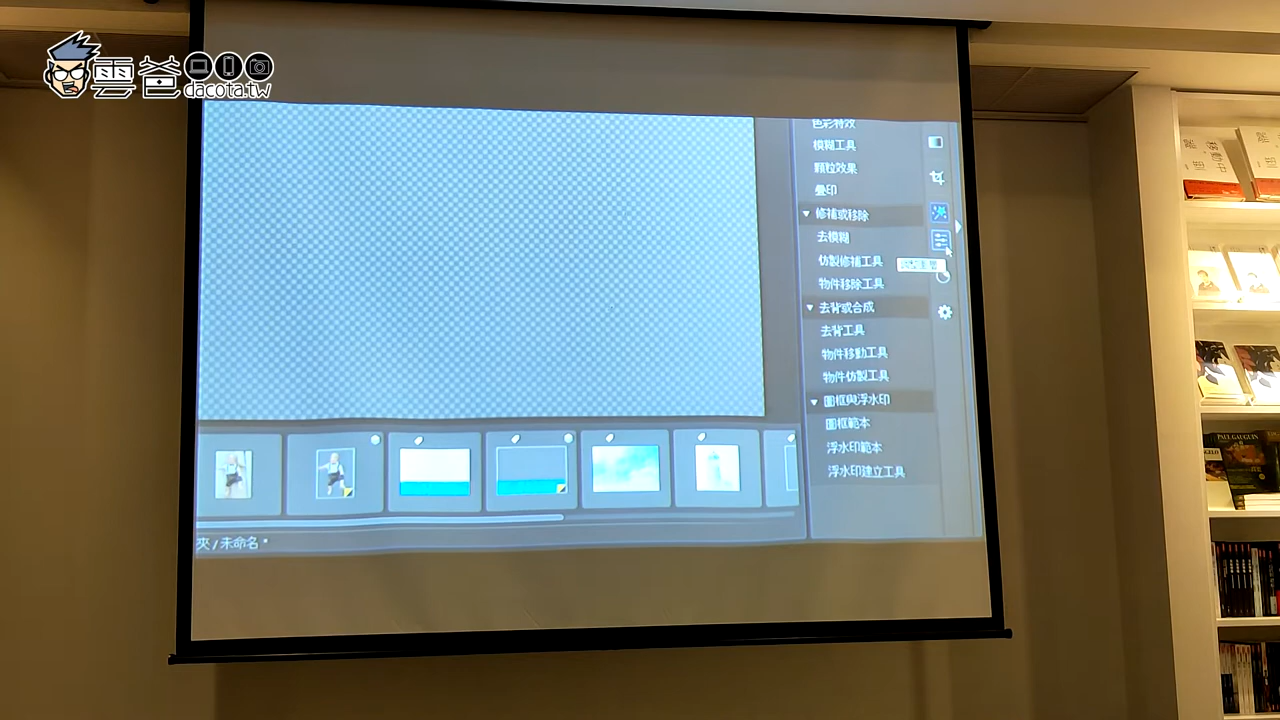 雲爸
dacota.tw
色彩特效
模糊工具
顆粒效果
疊印
修補或移除
去模糊
仿製修補工具
物件移除工具
去背或合成
去背工具
物件移動工具
物件仿製工具
圖框與浮水印
圖框範本
浮水印範本
浮水印建立工具
夾 / 未命名 *
PAUL GAUGUIN